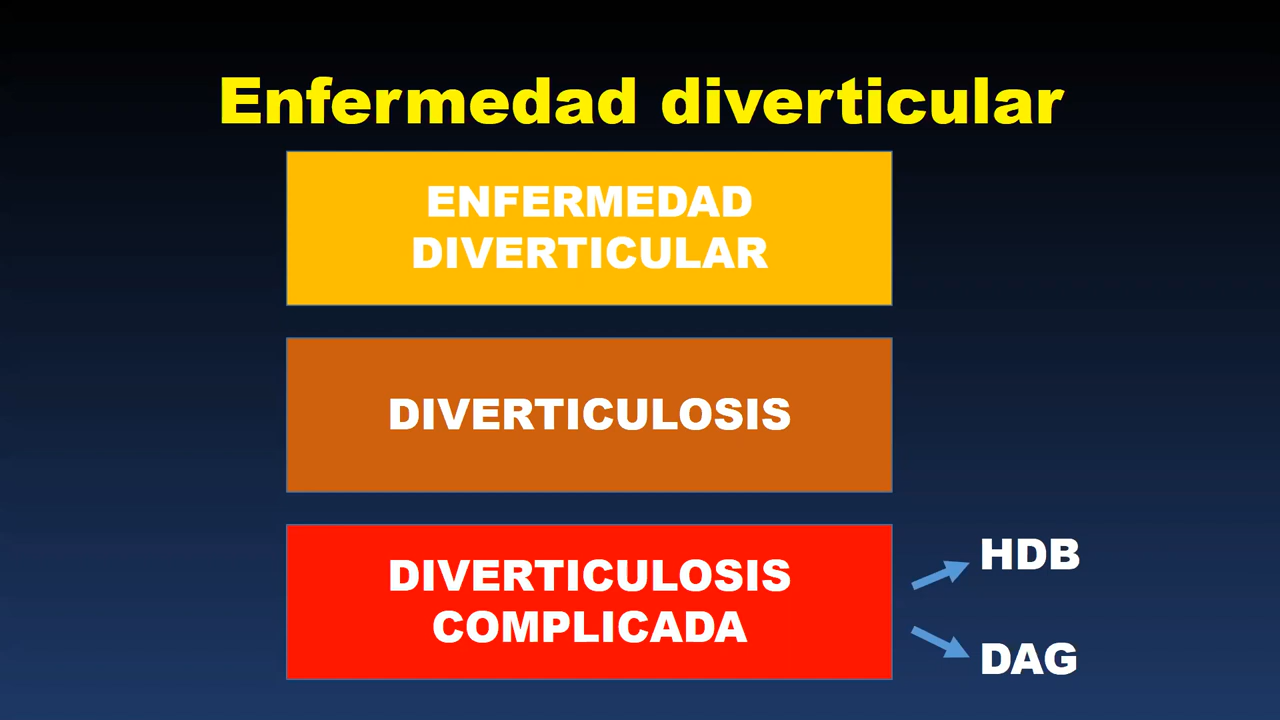 Enfermedad diverticular
ENFERMEDAD
DIVERTICULAR
DIVERTICULOSIS
DIVERTICULOSIS
COMPLICADA
HDB
DAG